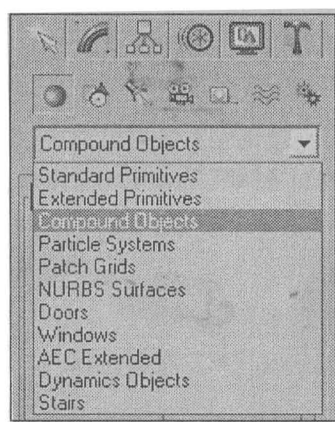 Compound Objects
Standard Primitives
Extended Primitives
Compound Objects
Particle Systems
Patch Grids
NURBS Surfaces
Doors
Windows
AEC Extended
Dynamics Objects
Stairs